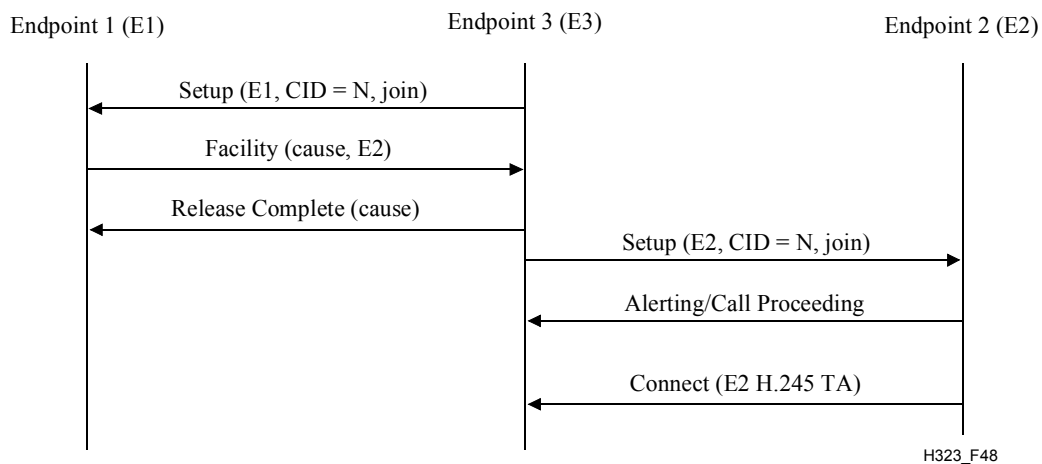 Endpoint 1 (E1)
Endpoint 3 (E3)
Endpoint 2 (E2)
Setup (E1, CID = N, join)
Facility (cause, E2)
Release Complete (cause)
Setup (E2, CID = N, join)
Alerting/Call Proceeding
Connect (E2 H.245 TA)
H323_F48